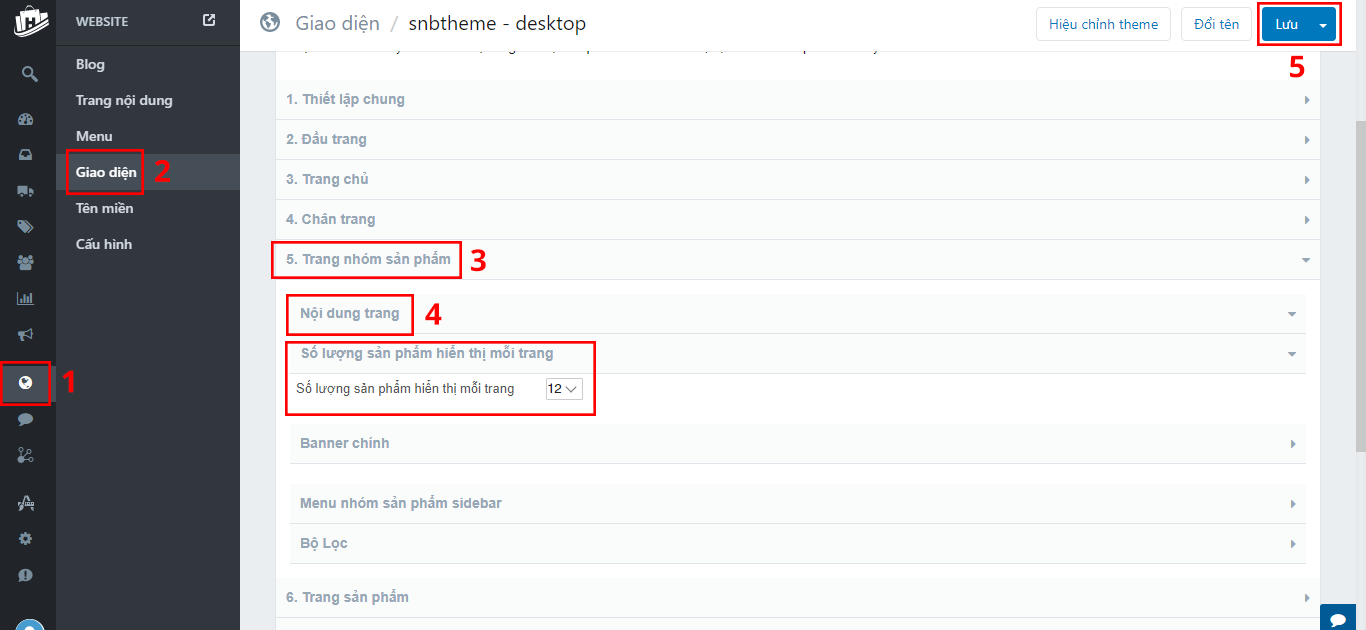 WEBSITE
Blog
Trang nội dung
Menu
Giao diện
2
Tên miền
Cấu hình
1
Giao diện / snbtheme - desktop
Hiệu chỉnh theme
Đổi tên
Lưu
5
1. Thiết lập chung
2. Đầu trang
3. Trang chủ
4. Chân trang
5. Trang nhóm sản phẩm
3
Nội dung trang
4
Số lượng sản phẩm hiển thị mỗi trang
Số lượng sản phẩm hiển thị mỗi trang 12
Banner chính
Menu nhóm sản phẩm sidebar
Bộ Lọc
6. Trang sản phẩm